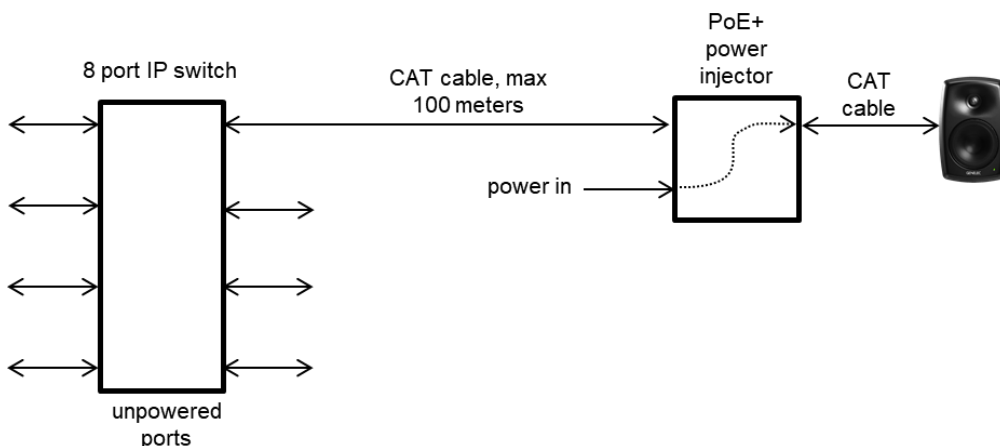 8 port IP switch
CAT cable, max
100 meters
PoE+
power
injector
CAT
cable
power in
unpowered
ports